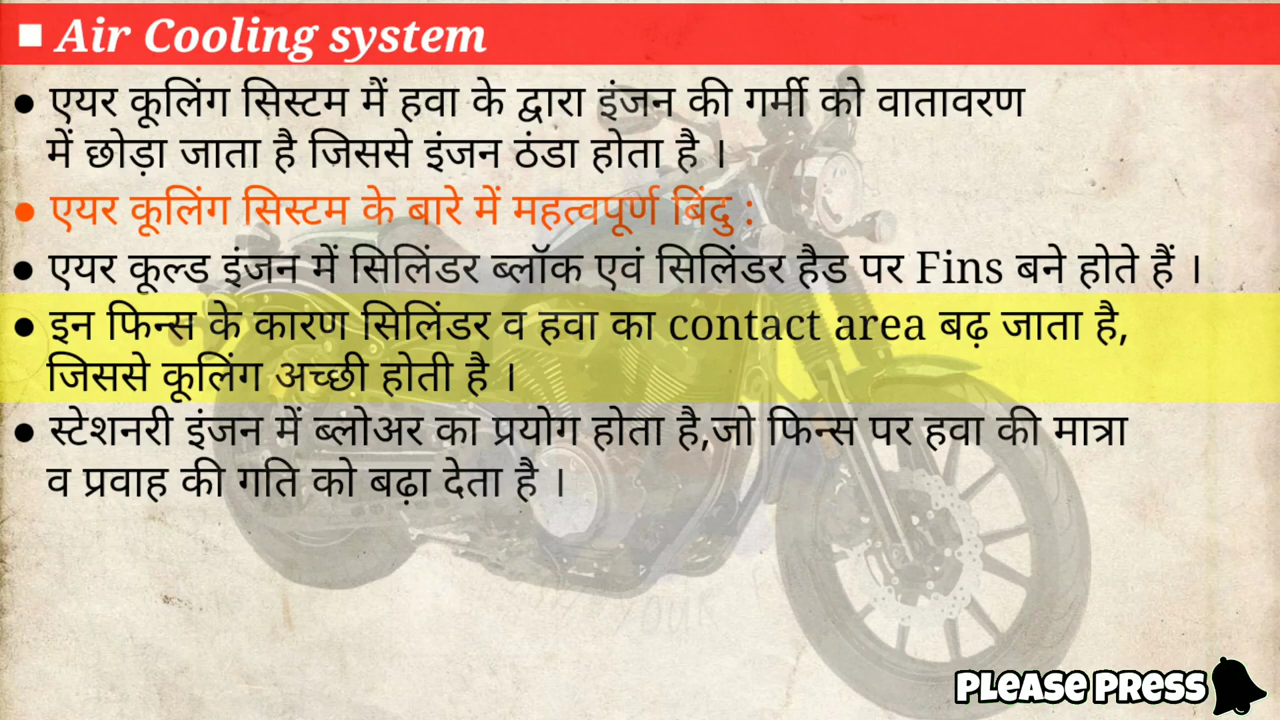 ■ Air Cooling system
● एयर कूलिंग सिस्टम में हवा के द्वारा इंजन की गर्मी को वातावरण
में छोड़ा जाता है जिससे इंजन ठंडा होता है ।
● एयर कूलिंग सिस्टम के बारे में महत्वपूर्ण बिंदु :
● एयर कूल्ड इंजन में सिलिंडर ब्लॉक एवं सिलिंडर हैड पर Fins बने होते हैं ।
● इन फिन्स के कारण सिलिंडर व हवा का contact area बढ़ जाता है,
जिससे कूलिंग अच्छी होती है ।
● स्टेशनरी इंजन में ब्लोअर का प्रयोग होता है,जो फिन्स पर हवा की मात्रा
व प्रवाह की गति को बढ़ा देता है ।
PLEASE PRESS